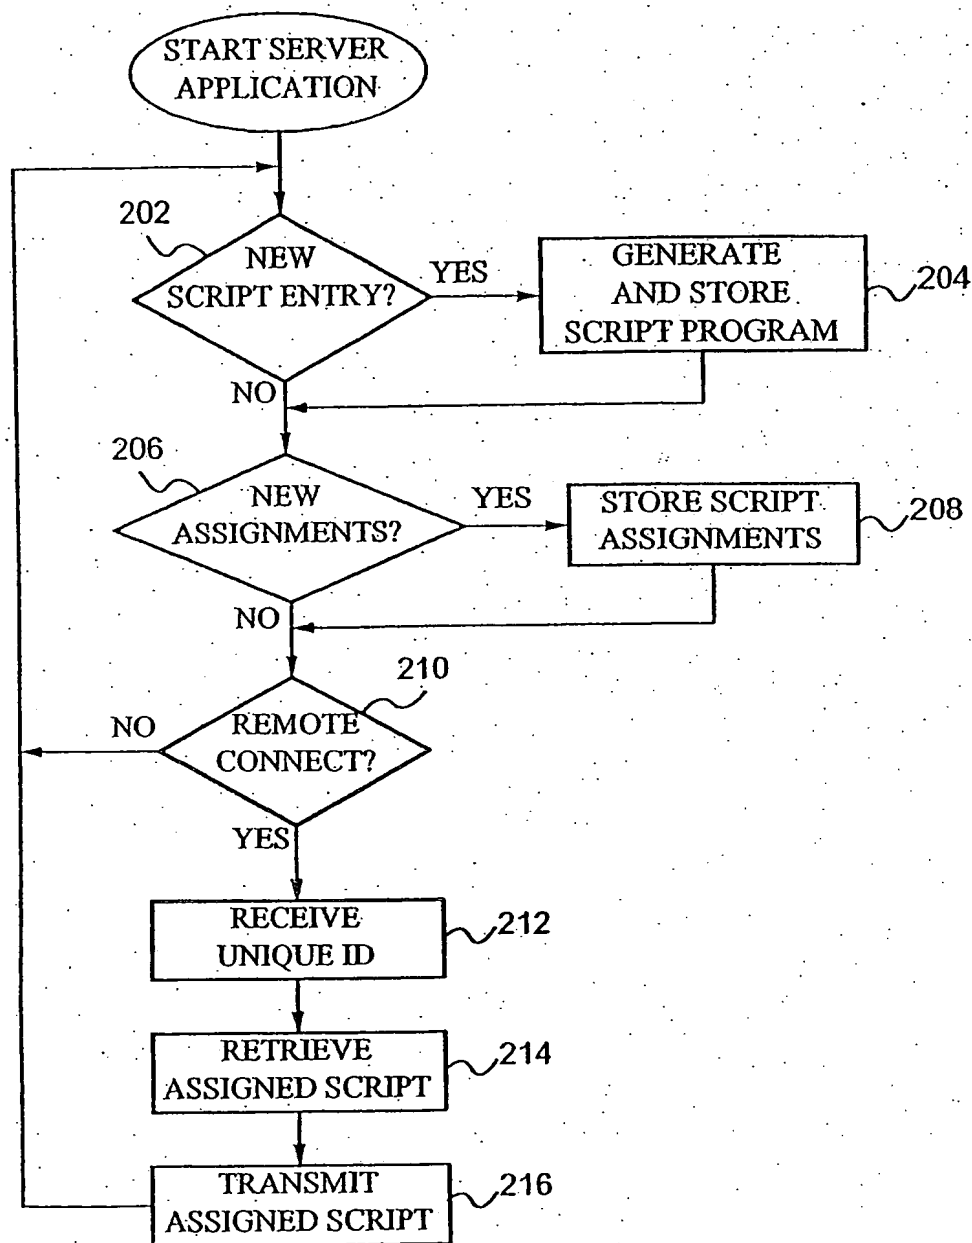 START SERVER
APPLICATION
202
NEW
SCRIPT ENTRY?
YES
GENERATE
AND STORE
SCRIPT PROGRAM
204
NO
206
NEW
ASSIGNMENTS?
YES
STORE SCRIPT
ASSIGNMENTS
208
NO
210
REMOTE
CONNECT?
NO
YES
RECEIVE
UNIQUE ID
212
RETRIEVE
ASSIGNED SCRIPT
214
TRANSMIT
ASSIGNED SCRIPT
216